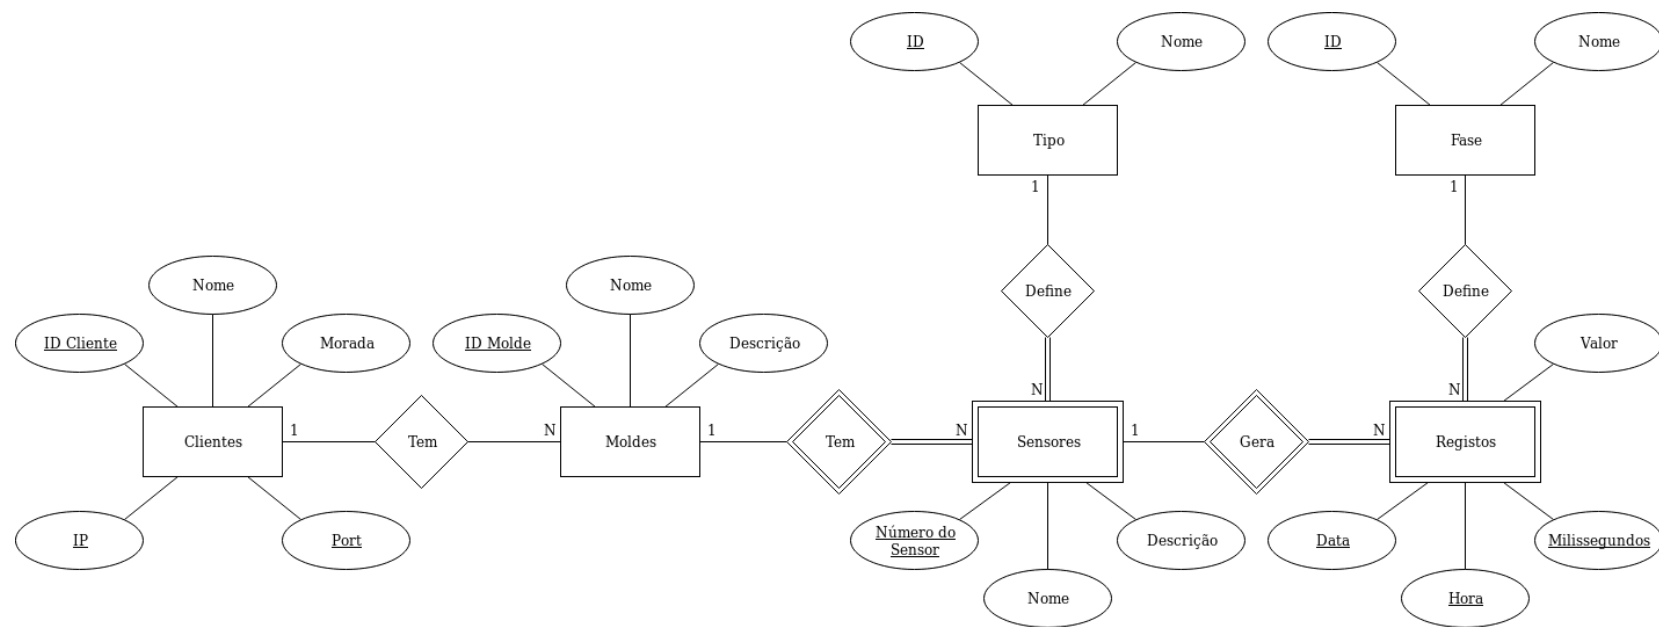 ID
Nome
ID
Nome
Tipo
Fase
1
1
Define
Define
Nome
Nome
ID Cliente
Morada
ID Molde
Descrição
Valor
N
N
Clientes
1
Tem
N
Moldes
1
Tem
N
Sensores
1
Gera
N
Registos
IP
Port
Número do
Sensor
Descrição
Data
Milissegundos
Nome
Hora